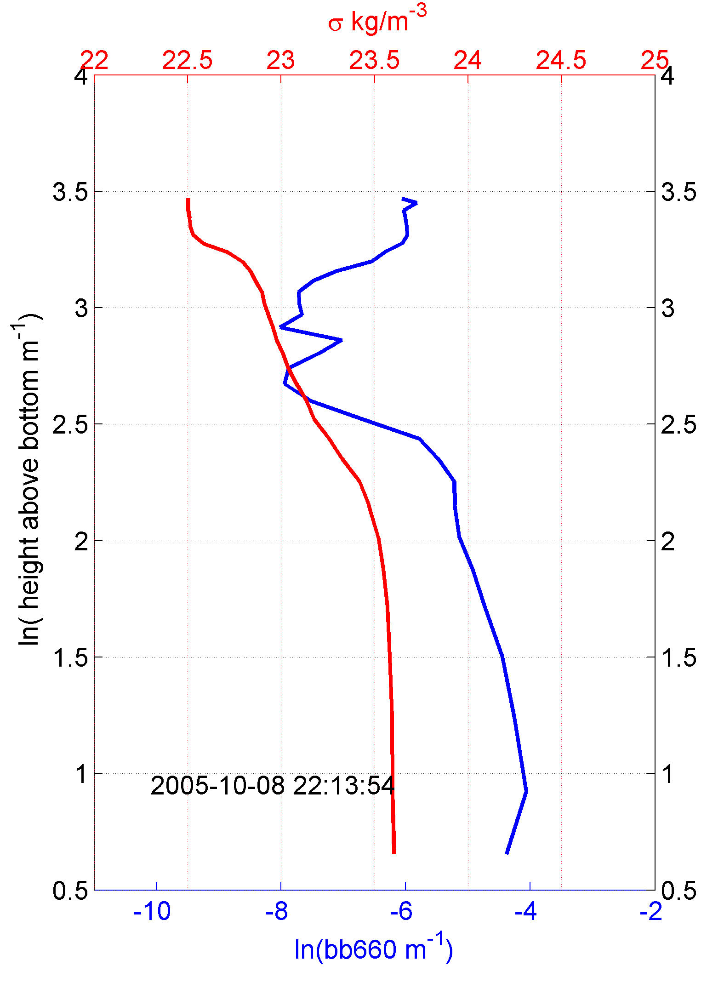 σ kg/m⁻³
22 22.5 23 23.5 24 24.5 25
4 4
3.5 3.5
3 3
2.5 2.5
2 2
1.5 1.5
1 1
0.5 0.5
ln( height above bottom m⁻¹)
2005-10-08 22:13:54
-10 -8 -6 -4 -2
ln(bb660 m⁻¹)